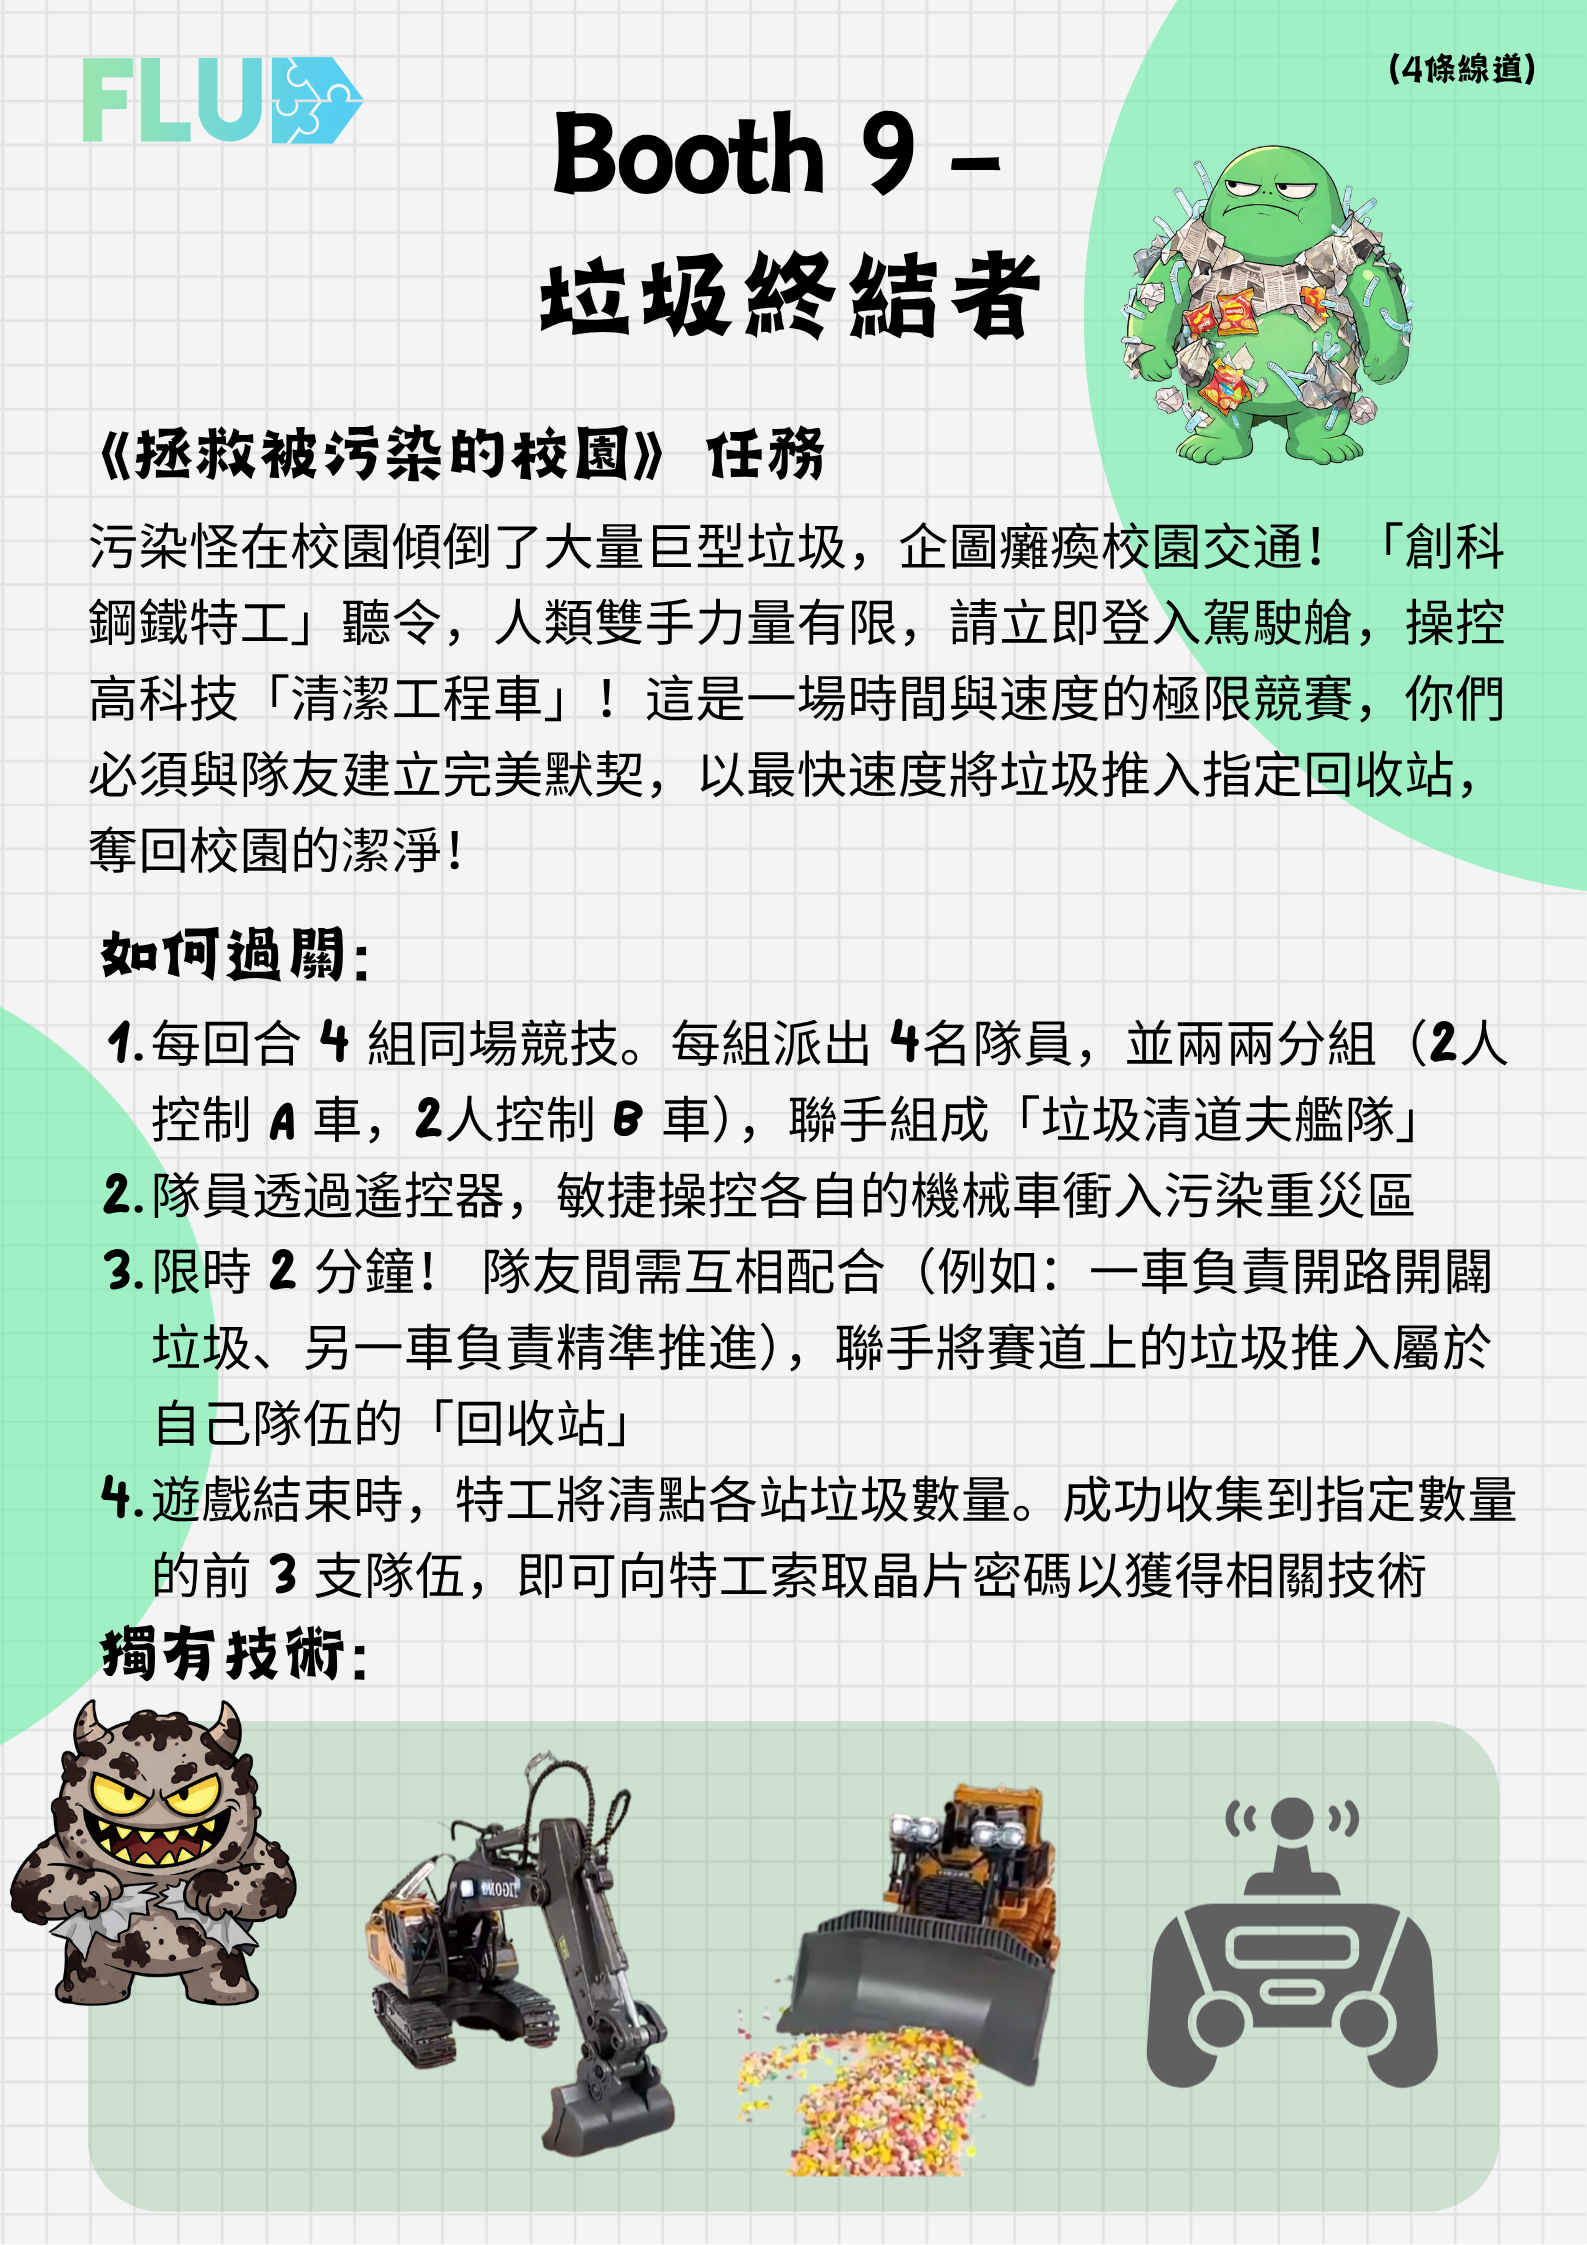 FLU
(4條線道)
Booth 9 –
垃圾終結者
《拯救被污染的校園》 任務
污染怪在校園傾倒了大量巨型垃圾，企圖癱瘓校園交通！「創科
鋼鐵特工」聽令，人類雙手力量有限，請立即登入駕駛艙，操控
高科技「清潔工程車」！這是一場時間與速度的極限競賽，你們
必須與隊友建立完美默契，以最快速度將垃圾推入指定回收站，
奪回校園的潔淨！
如何過關：
1.每回合 4 組同場競技。每組派出 4名隊員，並兩兩分組（2人
控制 A 車，2人控制 B 車），聯手組成「垃圾清道夫艦隊」
2.隊員透過遙控器，敏捷操控各自的機械車衝入污染重災區
3.限時 2 分鐘！ 隊友間需互相配合（例如：一車負責開路開闢
垃圾、另一車負責精準推進），聯手將賽道上的垃圾推入屬於
自己隊伍的「回收站」
4.遊戲結束時，特工將清點各站垃圾數量。成功收集到指定數量
的前 3 支隊伍，即可向特工索取晶片密碼以獲得相關技術
獨有技術：